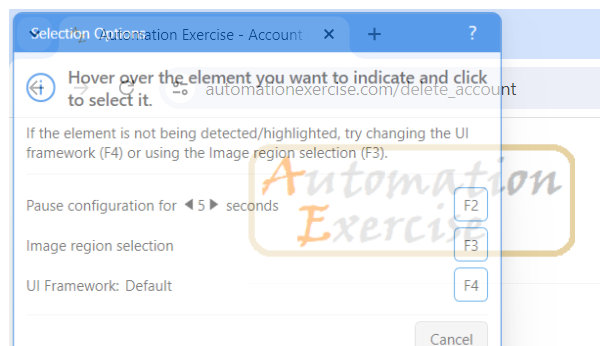 Selection Options
Automation Exercise - Account
?
Hover over the element you want to indicate and click
to select it.
automationexercise.com/delete_account
If the element is not being detected/highlighted, try changing the UI
framework (F4) or using the Image region selection (F3).
Automation
Exercise
Pause configuration for 5 seconds
F2
Image region selection
F3
UI Framework: Default
F4
Cancel